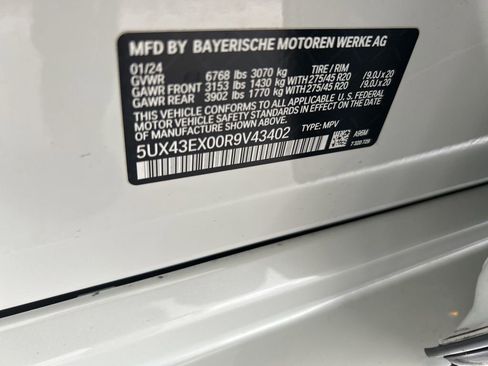 MFD BY BAYERISCHE MOTOREN WERKE AG
01/24 TIRE / RIM
GVWR 6768 lbs 3070 kg
GAWR FRONT 3153 lbs 1430 kg WITH 275/45 R20 / 9.0J x 20
GAWR REAR 3902 lbs 1770 kg WITH 275/45 R20 / 9.0J x 20
THIS VEHICLE CONFORMS TO ALL APPLICABLE U.S. FEDERAL
MOTOR VEHICLE SAFETY STANDARDS IN EFFECT ON THE DATE
OF MANUFACTURE SHOWN ABOVE.
5UX43EX00R9V43402 TYPE: MPV
A96M